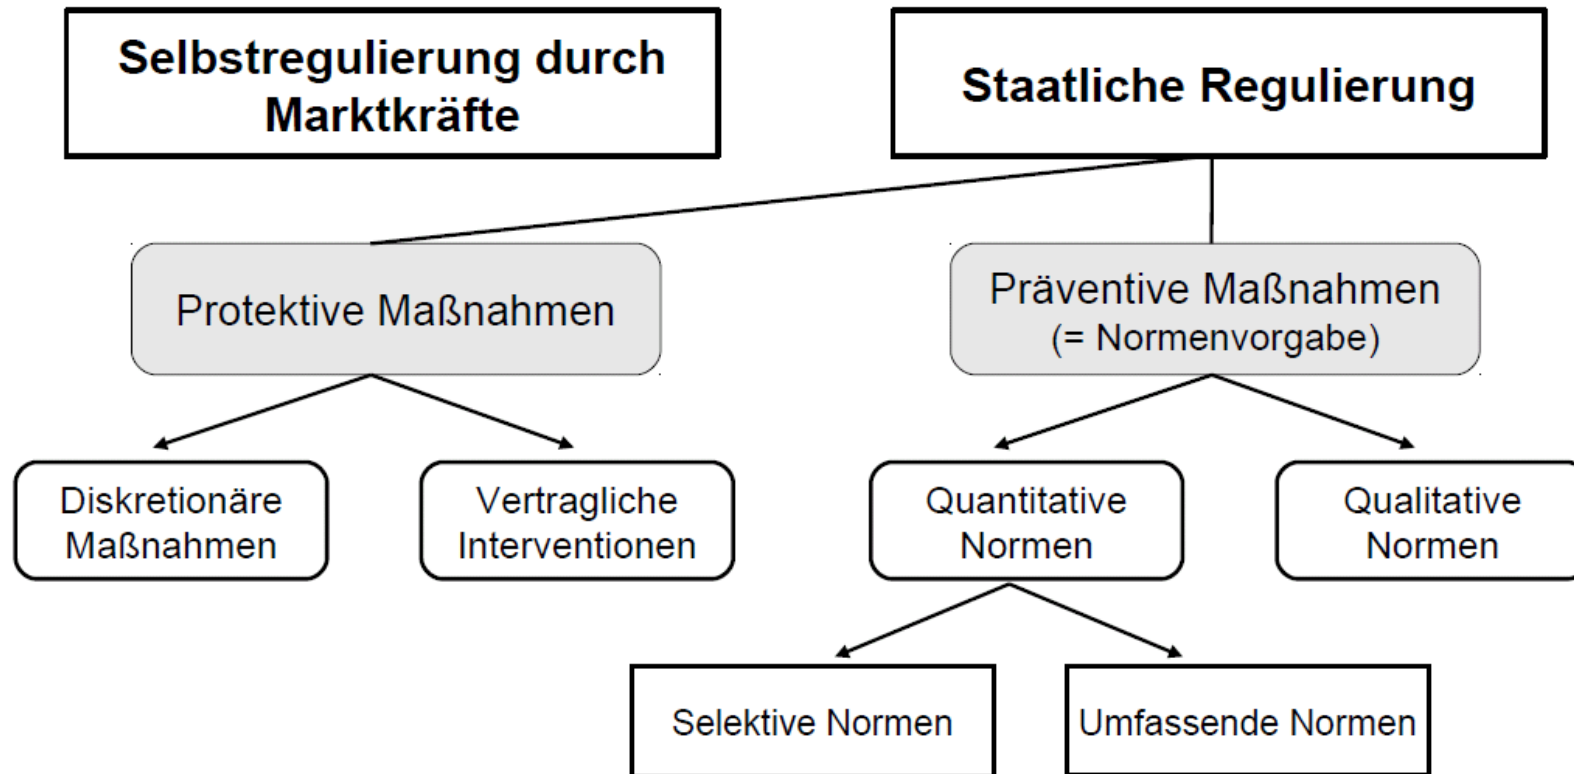 Selbstregulierung durch
Marktkräfte
Staatliche Regulierung
Protektive Maßnahmen
Präventive Maßnahmen
(= Normenvorgabe)
Diskretionäre
Maßnahmen
Vertragliche
Interventionen
Quantitative
Normen
Qualitative
Normen
Selektive Normen
Umfassende Normen